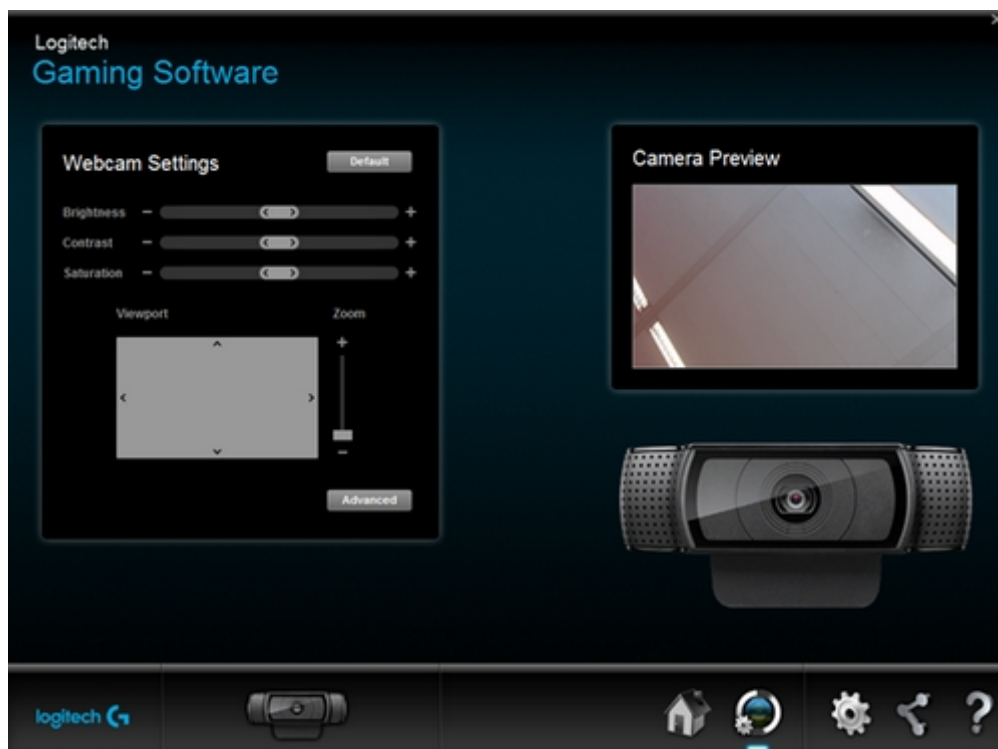 Logitech
Gaming Software
Webcam Settings
Default
Brightness
Contrast
Saturation
Viewport
Zoom
Advanced
Camera Preview
logitech G